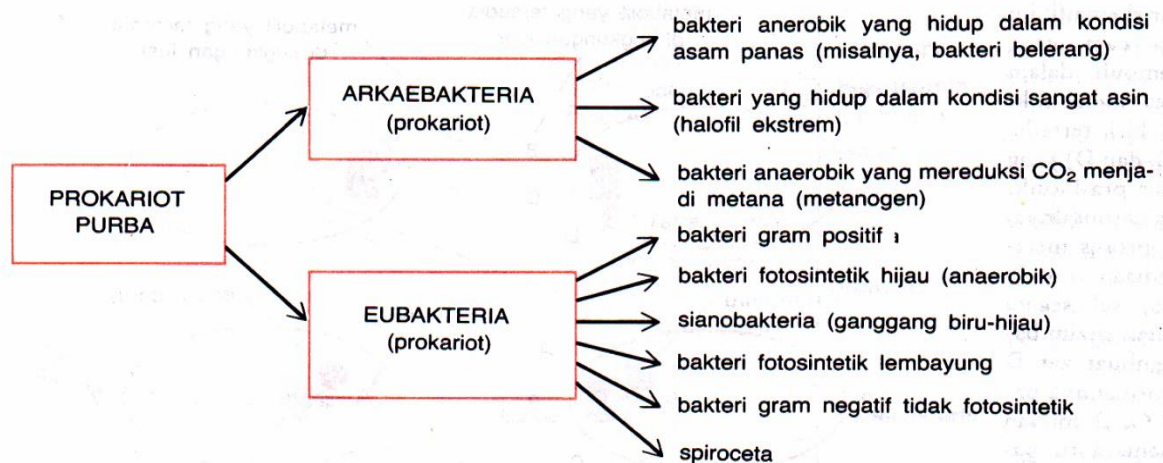 bakteri anerobik yang hidup dalam kondisi
asam panas (misalnya, bakteri belerang)
ARKAEBAKTERIA
(prokariot)
bakteri yang hidup dalam kondisi sangat asin
(halofil ekstrem)
bakteri anaerobik yang mereduksi CO₂ menja-
di metana (metanogen)
PROKARIOT
PURBA
bakteri gram positif
bakteri fotosintetik hijau (anaerobik)
EUBAKTERIA
(prokariot)
sianobakteria (ganggang biru-hijau)
bakteri fotosintetik lembayung
bakteri gram negatif tidak fotosintetik
spiroceta